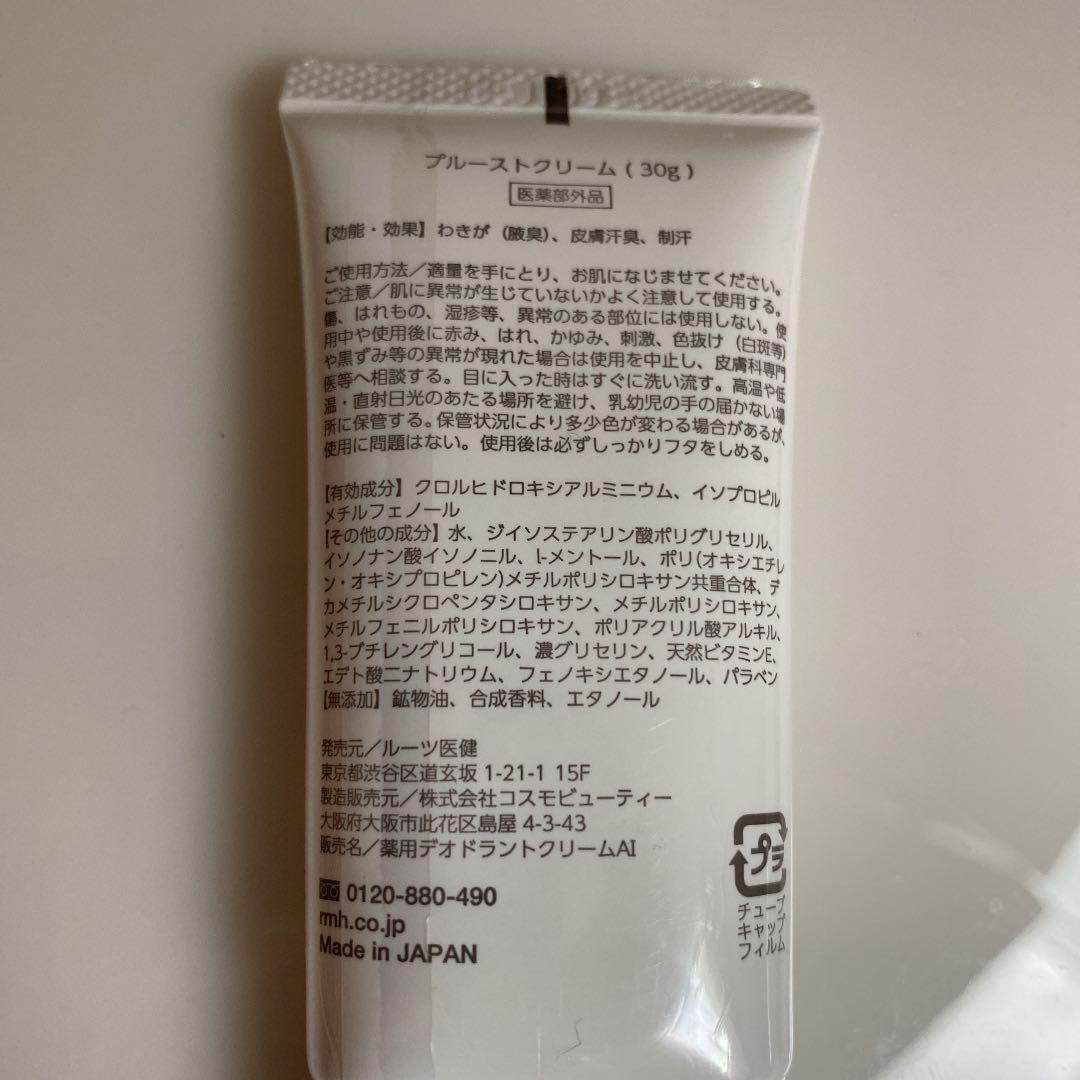 プルーストクリーム ( 30g )
医薬部外品
【効能・効果】わきが（腋臭）、皮膚汗臭、制汗
ご使用方法／適量を手にとり、お肌になじませてください。
ご注意／肌に異常が生じていないかよく注意して使用する。
傷、はれもの、湿疹等、異常のある部位には使用しない。使
用中や使用後に赤み、はれ、かゆみ、刺激、色抜け（白斑等）
や黒ずみ等の異常が現れた場合は使用を中止し、皮膚科専門
医等へ相談する。目に入った時はすぐに洗い流す。高温や低
温・直射日光のあたる場所を避け、乳幼児の手の届かない場
所に保管する。保管状況により多少色が変わる場合があるが、
使用に問題はない。使用後は必ずしっかりフタをしめる。
【有効成分】クロルヒドロキシアルミニウム、イソプロピル
メチルフェノール
【その他の成分】水、ジイソステアリン酸ポリグリセリル、
イソノナン酸イソノニル、l-メントール、ポリ(オキシエチレ
ン・オキシプロピレン)メチルポリシロキサン共重合体、デ
カメチルシクロペンタシロキサン、メチルポリシロキサン、
メチルフェニルポリシロキサン、ポリアクリル酸アルキル、
1,3-ブチレングリコール、濃グリセリン、天然ビタミンE、
エデト酸二ナトリウム、フェノキシエタノール、パラベン
【無添加】鉱物油、合成香料、エタノール
発売元／ルーツ医健
東京都渋谷区道玄坂 1-21-1 15F
製造販売元／株式会社コスモビューティー
大阪府大阪市此花区島屋 4-3-43
販売名／薬用デオドラントクリームAI
0120-880-490
rmh.co.jp
Made in JAPAN
プラ
チューブ
キャップ
フィルム